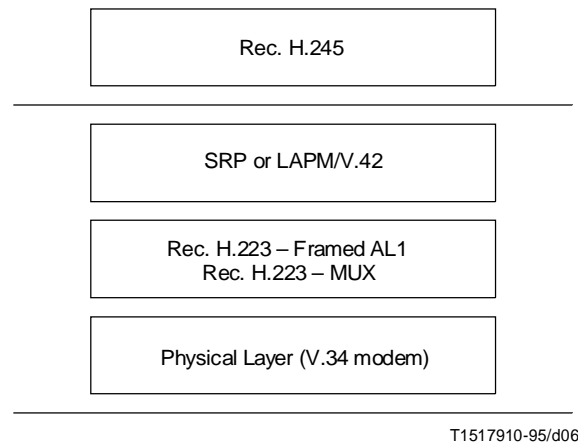 Rec. H.245
SRP or LAPM/V.42
Rec. H.223 – Framed AL1
Rec. H.223 – MUX
Physical Layer (V.34 modem)
T1517910-95/d06